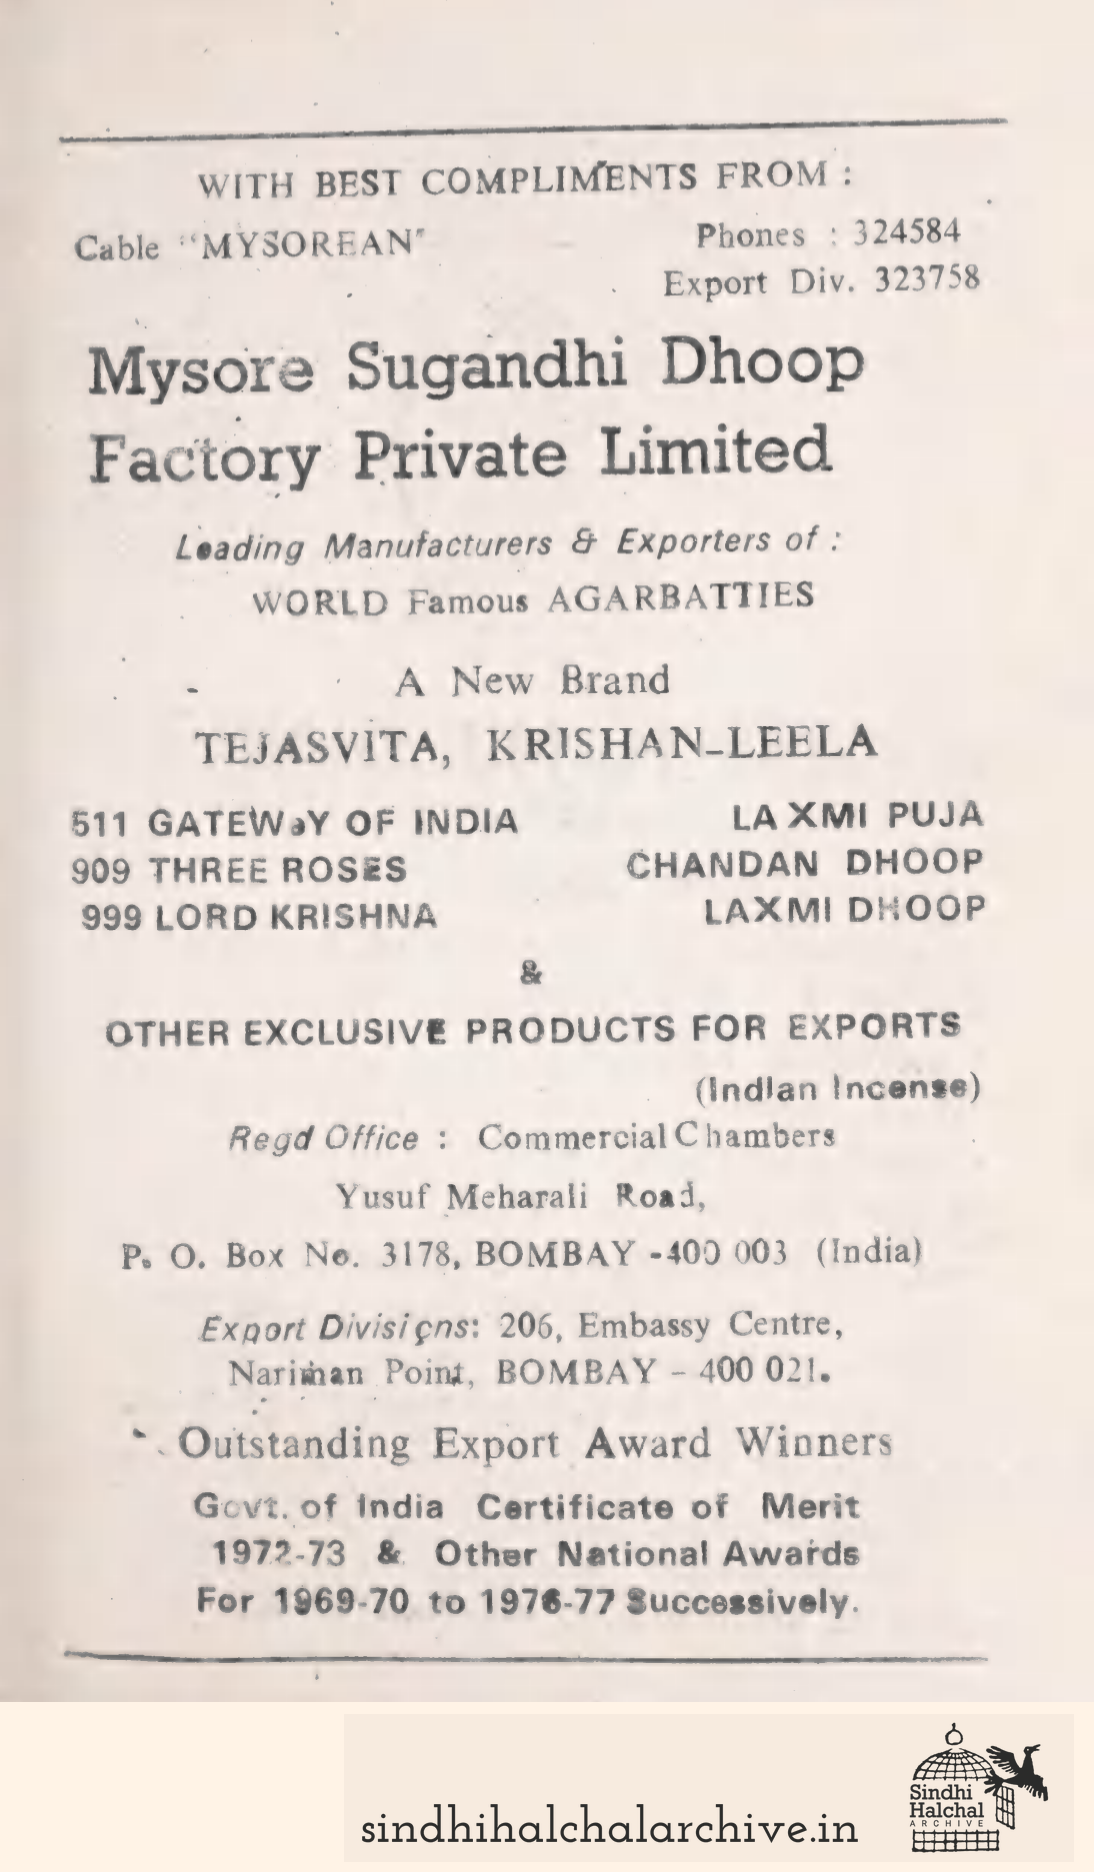 WITH BEST COMPLIMENTS FROM :
Cable "MYSOREAN"
Phones : 324584
Export Div. 323758
Mysore Sugandhi Dhoop
Factory Private Limited
Leading Manufacturers & Exporters of :
WORLD Famous AGARBATTIES
A New Brand
TEJASVITA, KRISHAN-LEELA
511 GATEWaY OF INDIA
909 THREE ROSES
999 LORD KRISHNA
LAXMI PUJA
CHANDAN DHOOP
LAXMI DHOOP
&
OTHER EXCLUSIVE PRODUCTS FOR EXPORTS
(Indian Incense)
Regd Office : Commercial Chambers
Yusuf Meharali Road,
P. O. Box No. 3178, BOMBAY -400 003 (India)
Export Divisions: 206, Embassy Centre,
Nariman Point, BOMBAY - 400 021.
Outstanding Export Award Winners
Govt. of India Certificate of Merit
1972-73 & Other National Awards
For 1969-70 to 1976-77 Successively.
sindhihalchalarchive.in
Sindhi
Halchal
ARCHIVE